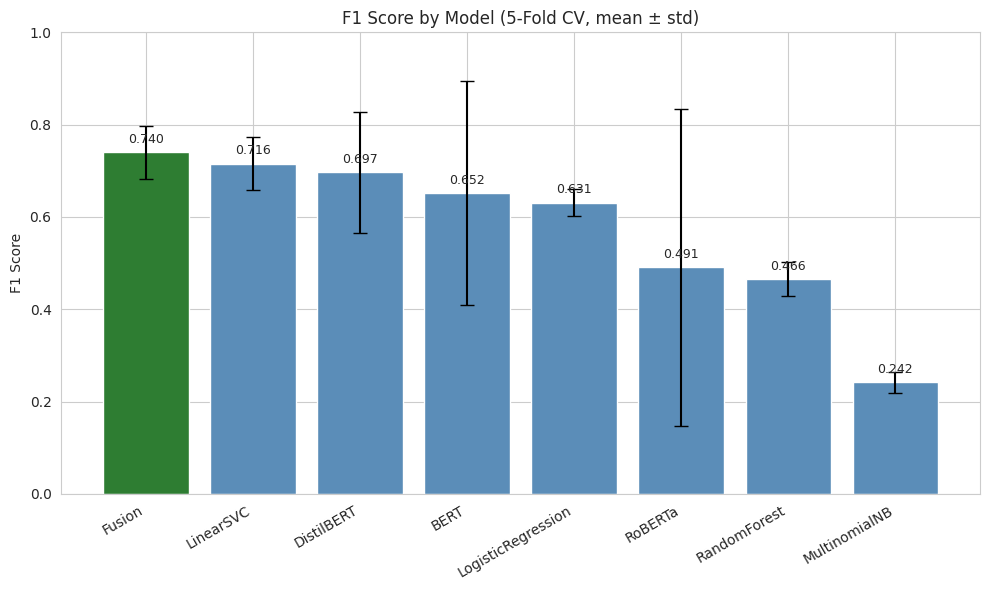 F1 Score by Model (5-Fold CV, mean ± std)
F1 Score
1.0
0.8
0.6
0.4
0.2
0.0
0.740
0.716
0.697
0.652
0.631
0.491
0.466
0.242
Fusion
LinearSVC
DistilBERT
BERT
LogisticRegression
RoBERTa
RandomForest
MultinomialNB